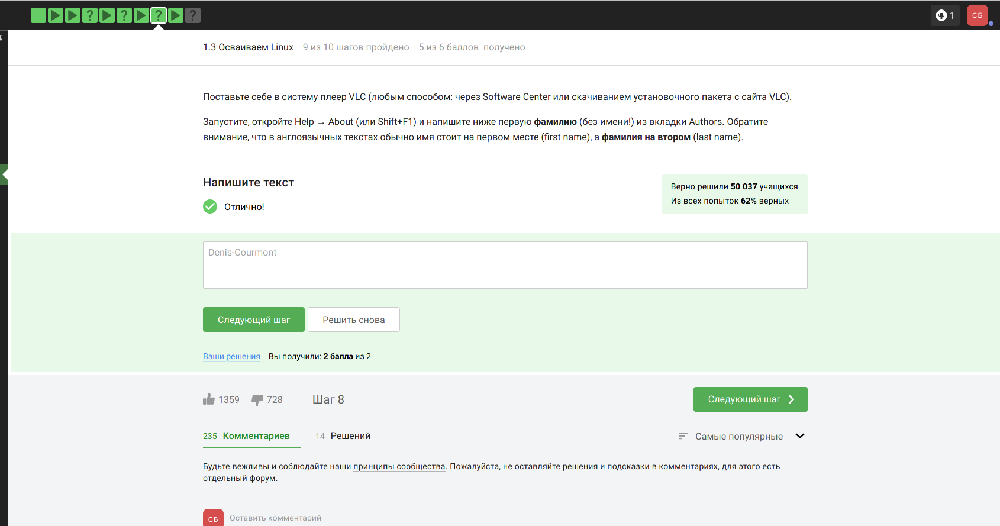 ? ? ? ?
1
СБ
1.3 Осваиваем Linux 9 из 10 шагов пройдено 5 из 6 баллов получено
Поставьте себе в систему плеер VLC (любым способом: через Software Center или скачиванием установочного пакета с сайта VLC).
Запустите, откройте Help → About (или Shift+F1) и напишите ниже первую фамилию (без имени!) из вкладки Authors. Обратите
внимание, что в англоязычных текстах обычно имя стоит на первом месте (first name), а фамилия на втором (last name).
Напишите текст
Отлично!
Верно решили 50 037 учащихся
Из всех попыток 62% верных
Denis-Courmont
Следующий шаг Решить снова
Ваши решения Вы получили: 2 балла из 2
1359 728 Шаг 8 Следующий шаг
235 Комментариев 14 Решений Самые популярные
Будьте вежливы и соблюдайте наши принципы сообщества. Пожалуйста, не оставляйте решения и подсказки в комментариях, для этого есть
отдельный форум.
СБ Оставить комментарий